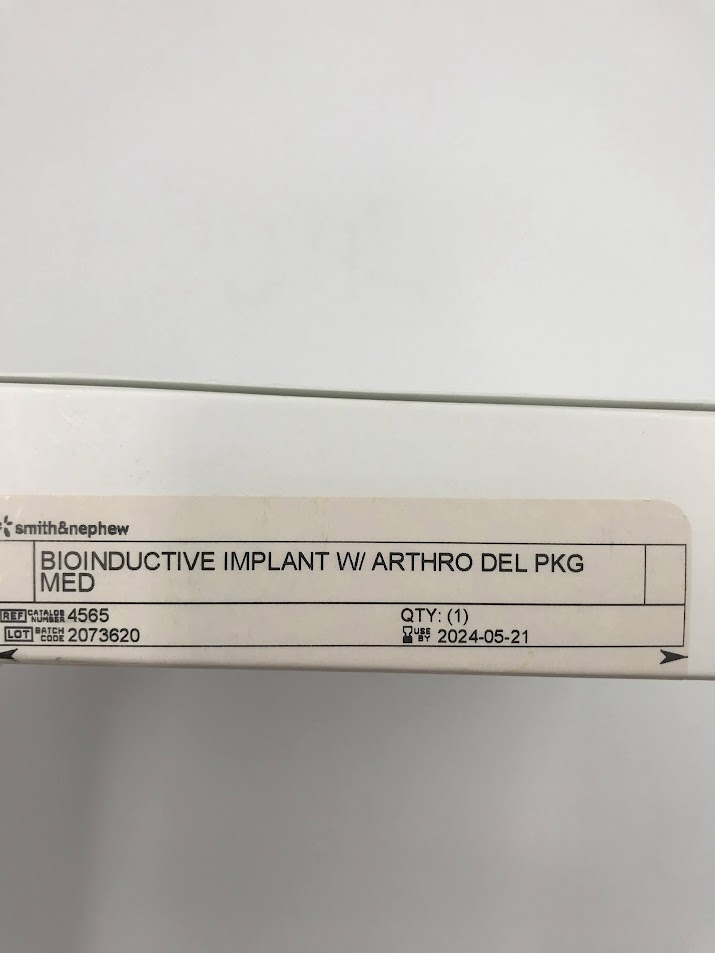 smith&nephew
BIOINDUCTIVE IMPLANT W/ ARTHRO DEL PKG
MED
REF CATALOG NUMBER 4565
QTY: (1)
LOT BATCH CODE 2073620
USE BY 2024-05-21